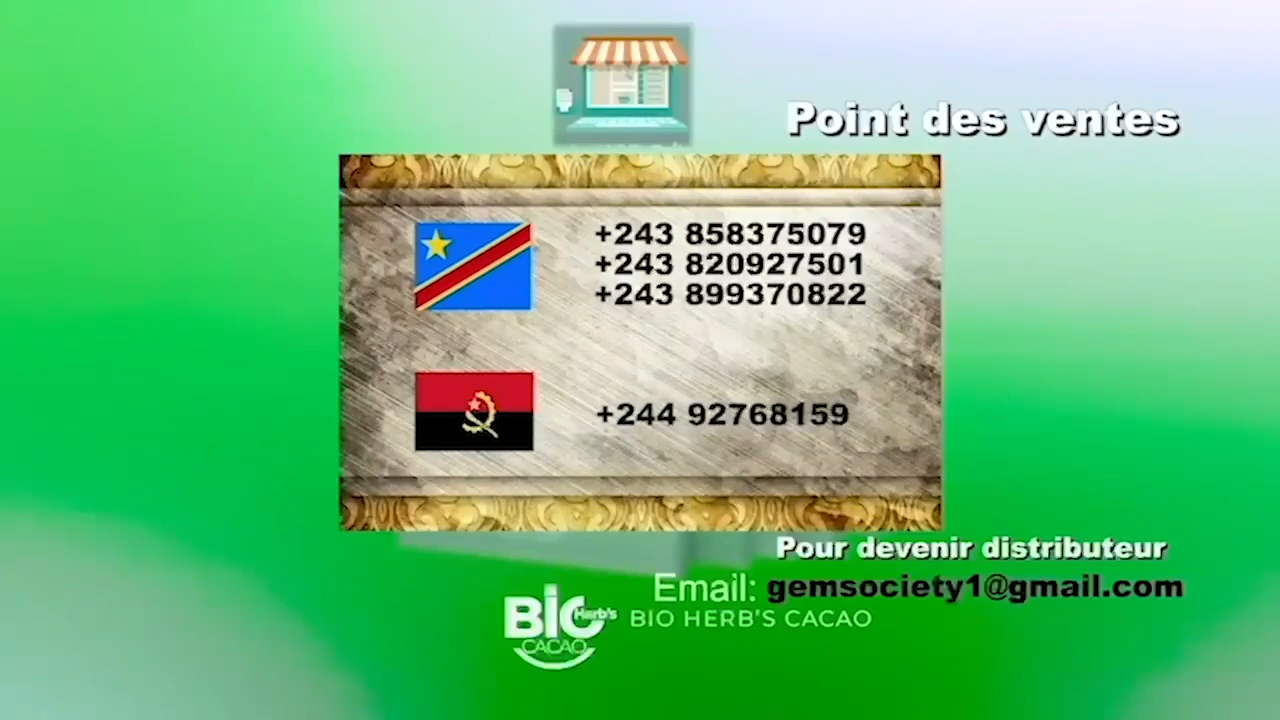 Point des ventes
+243 858375079
+243 820927501
+243 899370822
+244 92768159
Pour devenir distributeur
Email: gemsociety1@gmail.com
BIO Herb's
CACAO
BIO HERB'S CACAO